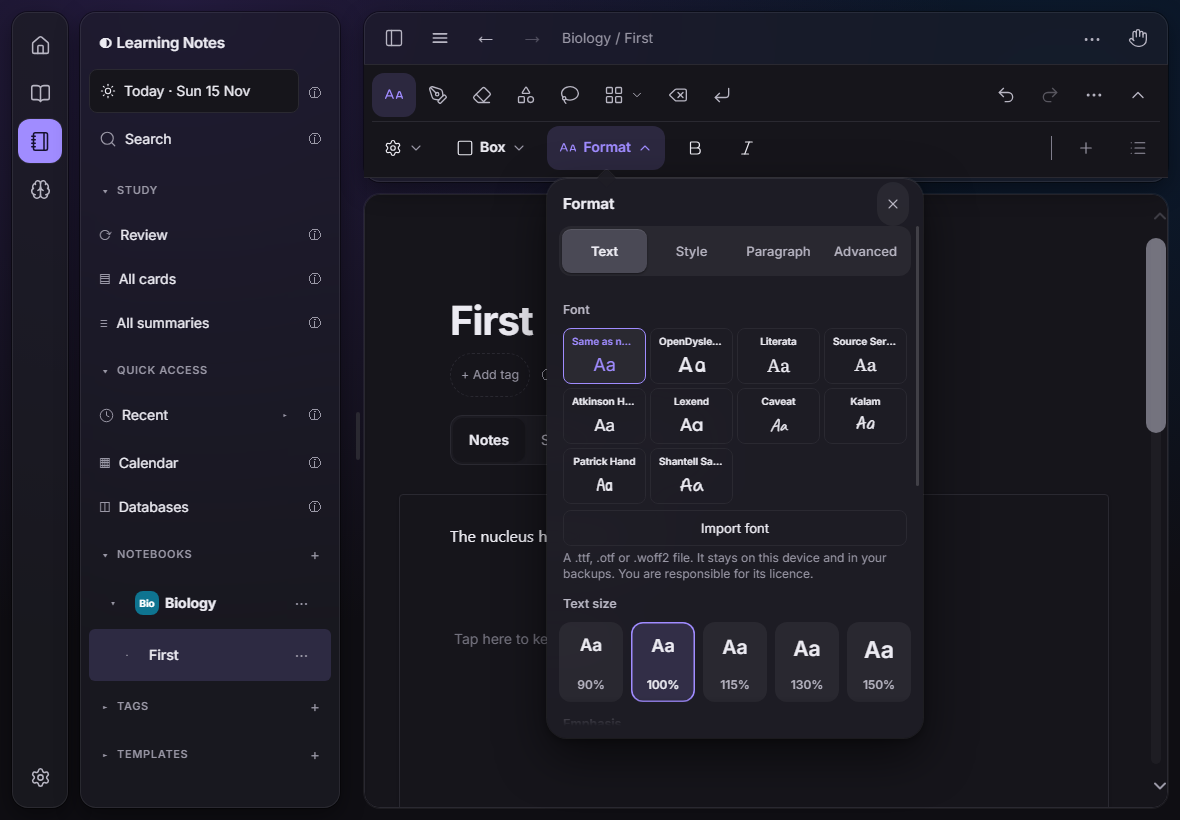 Learning Notes
Today · Sun 15 Nov
Search
STUDY
Review
All cards
All summaries
QUICK ACCESS
Recent
Calendar
Databases
NOTEBOOKS
Bio Biology
First
TAGS
TEMPLATES
Biology / First
AA
Box
AA Format
B I
Format
Text Style Paragraph Advanced
Font
Same as n... OpenDysle... Literata Source Ser...
Aa Aa Aa Aa
Atkinson H... Lexend Caveat Kalam
Aa Aa Aa Aa
Patrick Hand Shantell Sa...
Aa Aa
Import font
A .ttf, .otf or .woff2 file. It stays on this device and in your
backups. You are responsible for its licence.
Text size
Aa Aa Aa Aa Aa
90% 100% 115% 130% 150%
Emphasis
First
+ Add tag
Notes S
The nucleus h
Tap here to ke